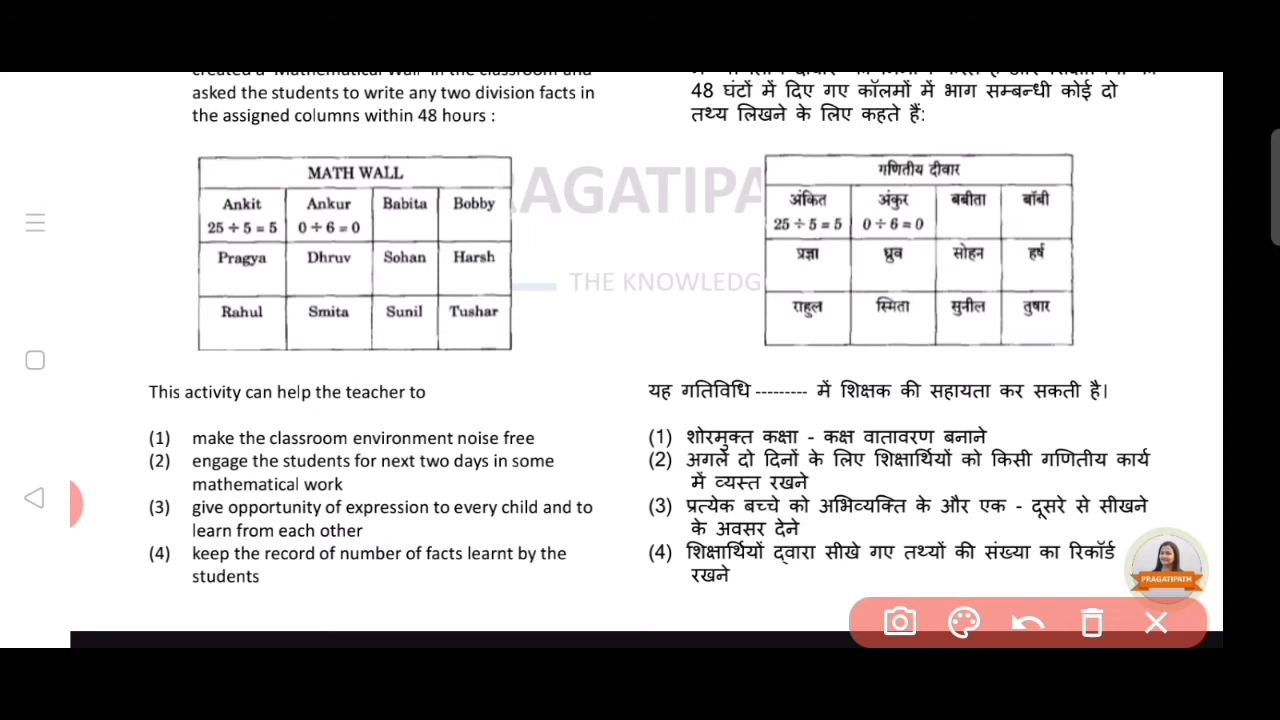 created a 'Mathematical Wall' in the classroom and
asked the students to write any two division facts in
the assigned columns within 48 hours :
MATH WALL
Ankit Ankur Babita Bobby
25 ÷ 5 = 5 0 ÷ 6 = 0
Pragya Dhruv Sohan Harsh
Rahul Smita Sunil Tushar
This activity can help the teacher to
(1) make the classroom environment noise free
(2) engage the students for next two days in some
mathematical work
(3) give opportunity of expression to every child and to
learn from each other
(4) keep the record of number of facts learnt by the
students
48 घंटों में दिए गए कॉलमों में भाग सम्बन्धी कोई दो
तथ्य लिखने के लिए कहते हैं:
गणितीय दीवार
अंकित अंकुर बबीता बॉबी
25 ÷ 5 = 5 0 ÷ 6 = 0
प्रज्ञा ध्रुव सोहन हर्ष
राहुल स्मिता सुनील तुषार
यह गतिविधि --------- में शिक्षक की सहायता कर सकती है।
(1) शोरमुक्त कक्षा - कक्ष वातावरण बनाने
(2) अगले दो दिनों के लिए शिक्षार्थियों को किसी गणितीय कार्य
में व्यस्त रखने
(3) प्रत्येक बच्चे को अभिव्यक्ति के और एक - दूसरे से सीखने
के अवसर देने
(4) शिक्षार्थियों द्वारा सीखे गए तथ्यों की संख्या का रिकॉर्ड
रखने
AGATIPA
THE KNOWLEDG
PRAGATIPATH